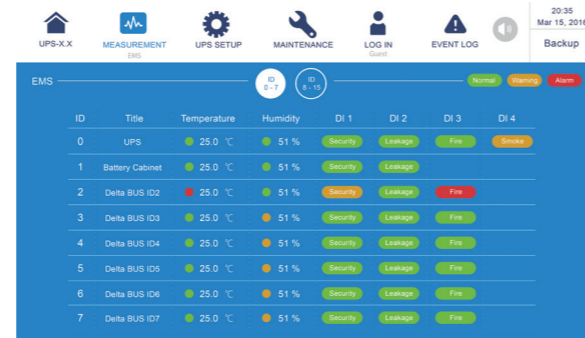 20:35
Mar 15, 2016
UPS-X.X MEASUREMENT UPS SETUP MAINTENANCE LOG IN EVENT LOG Backup
EMS Guest
EMS ID 0 - 7 ID 8 - 15 Normal Warning Alarm
ID Title Temperature Humidity DI 1 DI 2 DI 3 DI 4
0 UPS 25.0 ℃ 51 % Security Leakage Fire Smoke
1 Battery Cabinet 25.0 ℃ 51 % Security Leakage
2 Delta BUS ID2 25.0 ℃ 51 % Security Leakage Fire
3 Delta BUS ID3 25.0 ℃ 51 % Security Leakage Fire
4 Delta BUS ID4 25.0 ℃ 51 % Security Leakage Fire
5 Delta BUS ID5 25.0 ℃ 51 % Security Leakage Fire
6 Delta BUS ID6 25.0 ℃ 51 % Security Leakage Fire
7 Delta BUS ID7 25.0 ℃ 51 % Security Leakage Fire